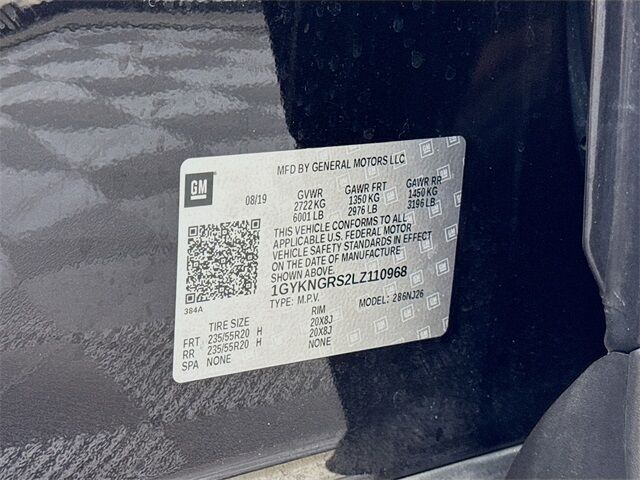 MFD BY GENERAL MOTORS LLC
GM
08/19 GVWR GAWR FRT GAWR RR
2722 KG 1350 KG 1450 KG
6001 LB 2976 LB 3196 LB
THIS VEHICLE CONFORMS TO ALL
APPLICABLE U.S. FEDERAL MOTOR
VEHICLE SAFETY STANDARDS IN EFFECT
ON THE DATE OF MANUFACTURE
SHOWN ABOVE.
1GYKNGRS2LZ110968
TYPE: M.P.V. MODEL: 286NJ26
384A
TIRE SIZE RIM
FRT 235/55R20 H 20X8J
RR 235/55R20 H 20X8J
SPA NONE NONE